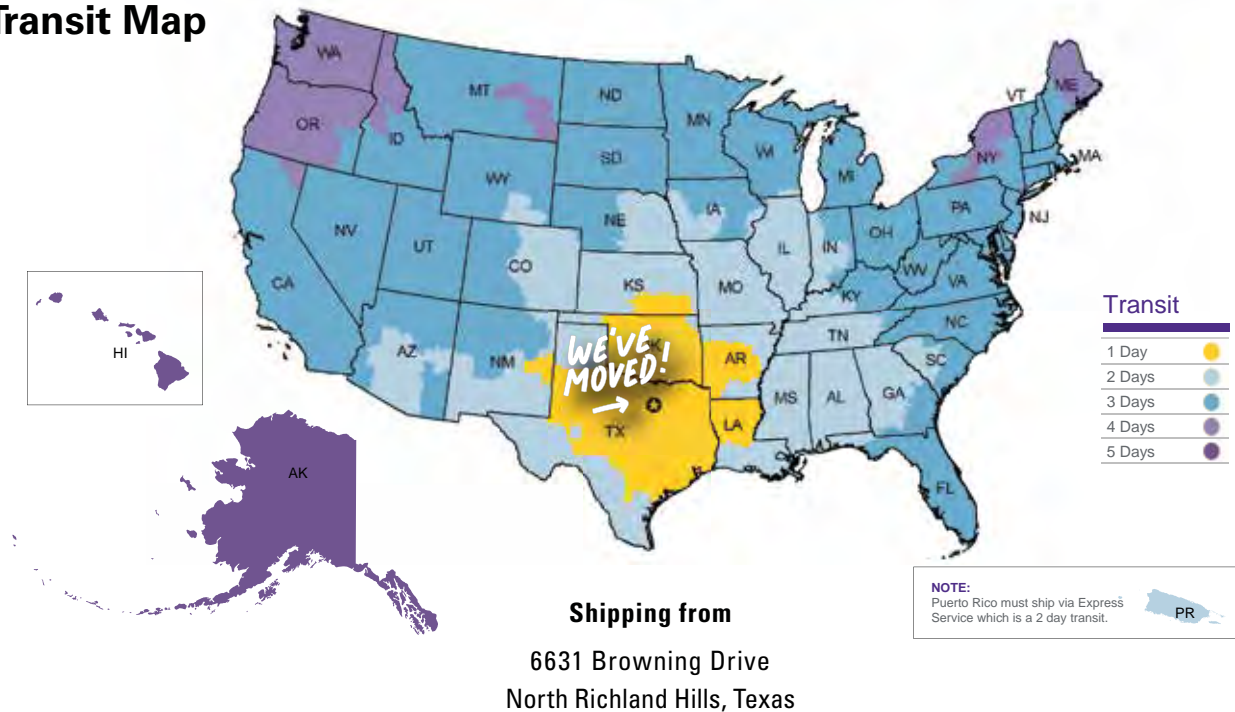 Transit Map
WA
OR
ID
MT
ND
MN
SD
WY
WI
MI
VT
ME
NY
MA
NJ
PA
NV
UT
CO
NE
IA
IL
IN
OH
WV
VA
KY
CA
AZ
NM
KS
MO
TN
NC
SC
AR
MS
AL
GA
LA
TX
FL
WE'VE
MOVED!
HI
AK
Transit
1 Day
2 Days
3 Days
4 Days
5 Days
NOTE:
Puerto Rico must ship via Express
Service which is a 2 day transit.
PR
Shipping from
6631 Browning Drive
North Richland Hills, Texas